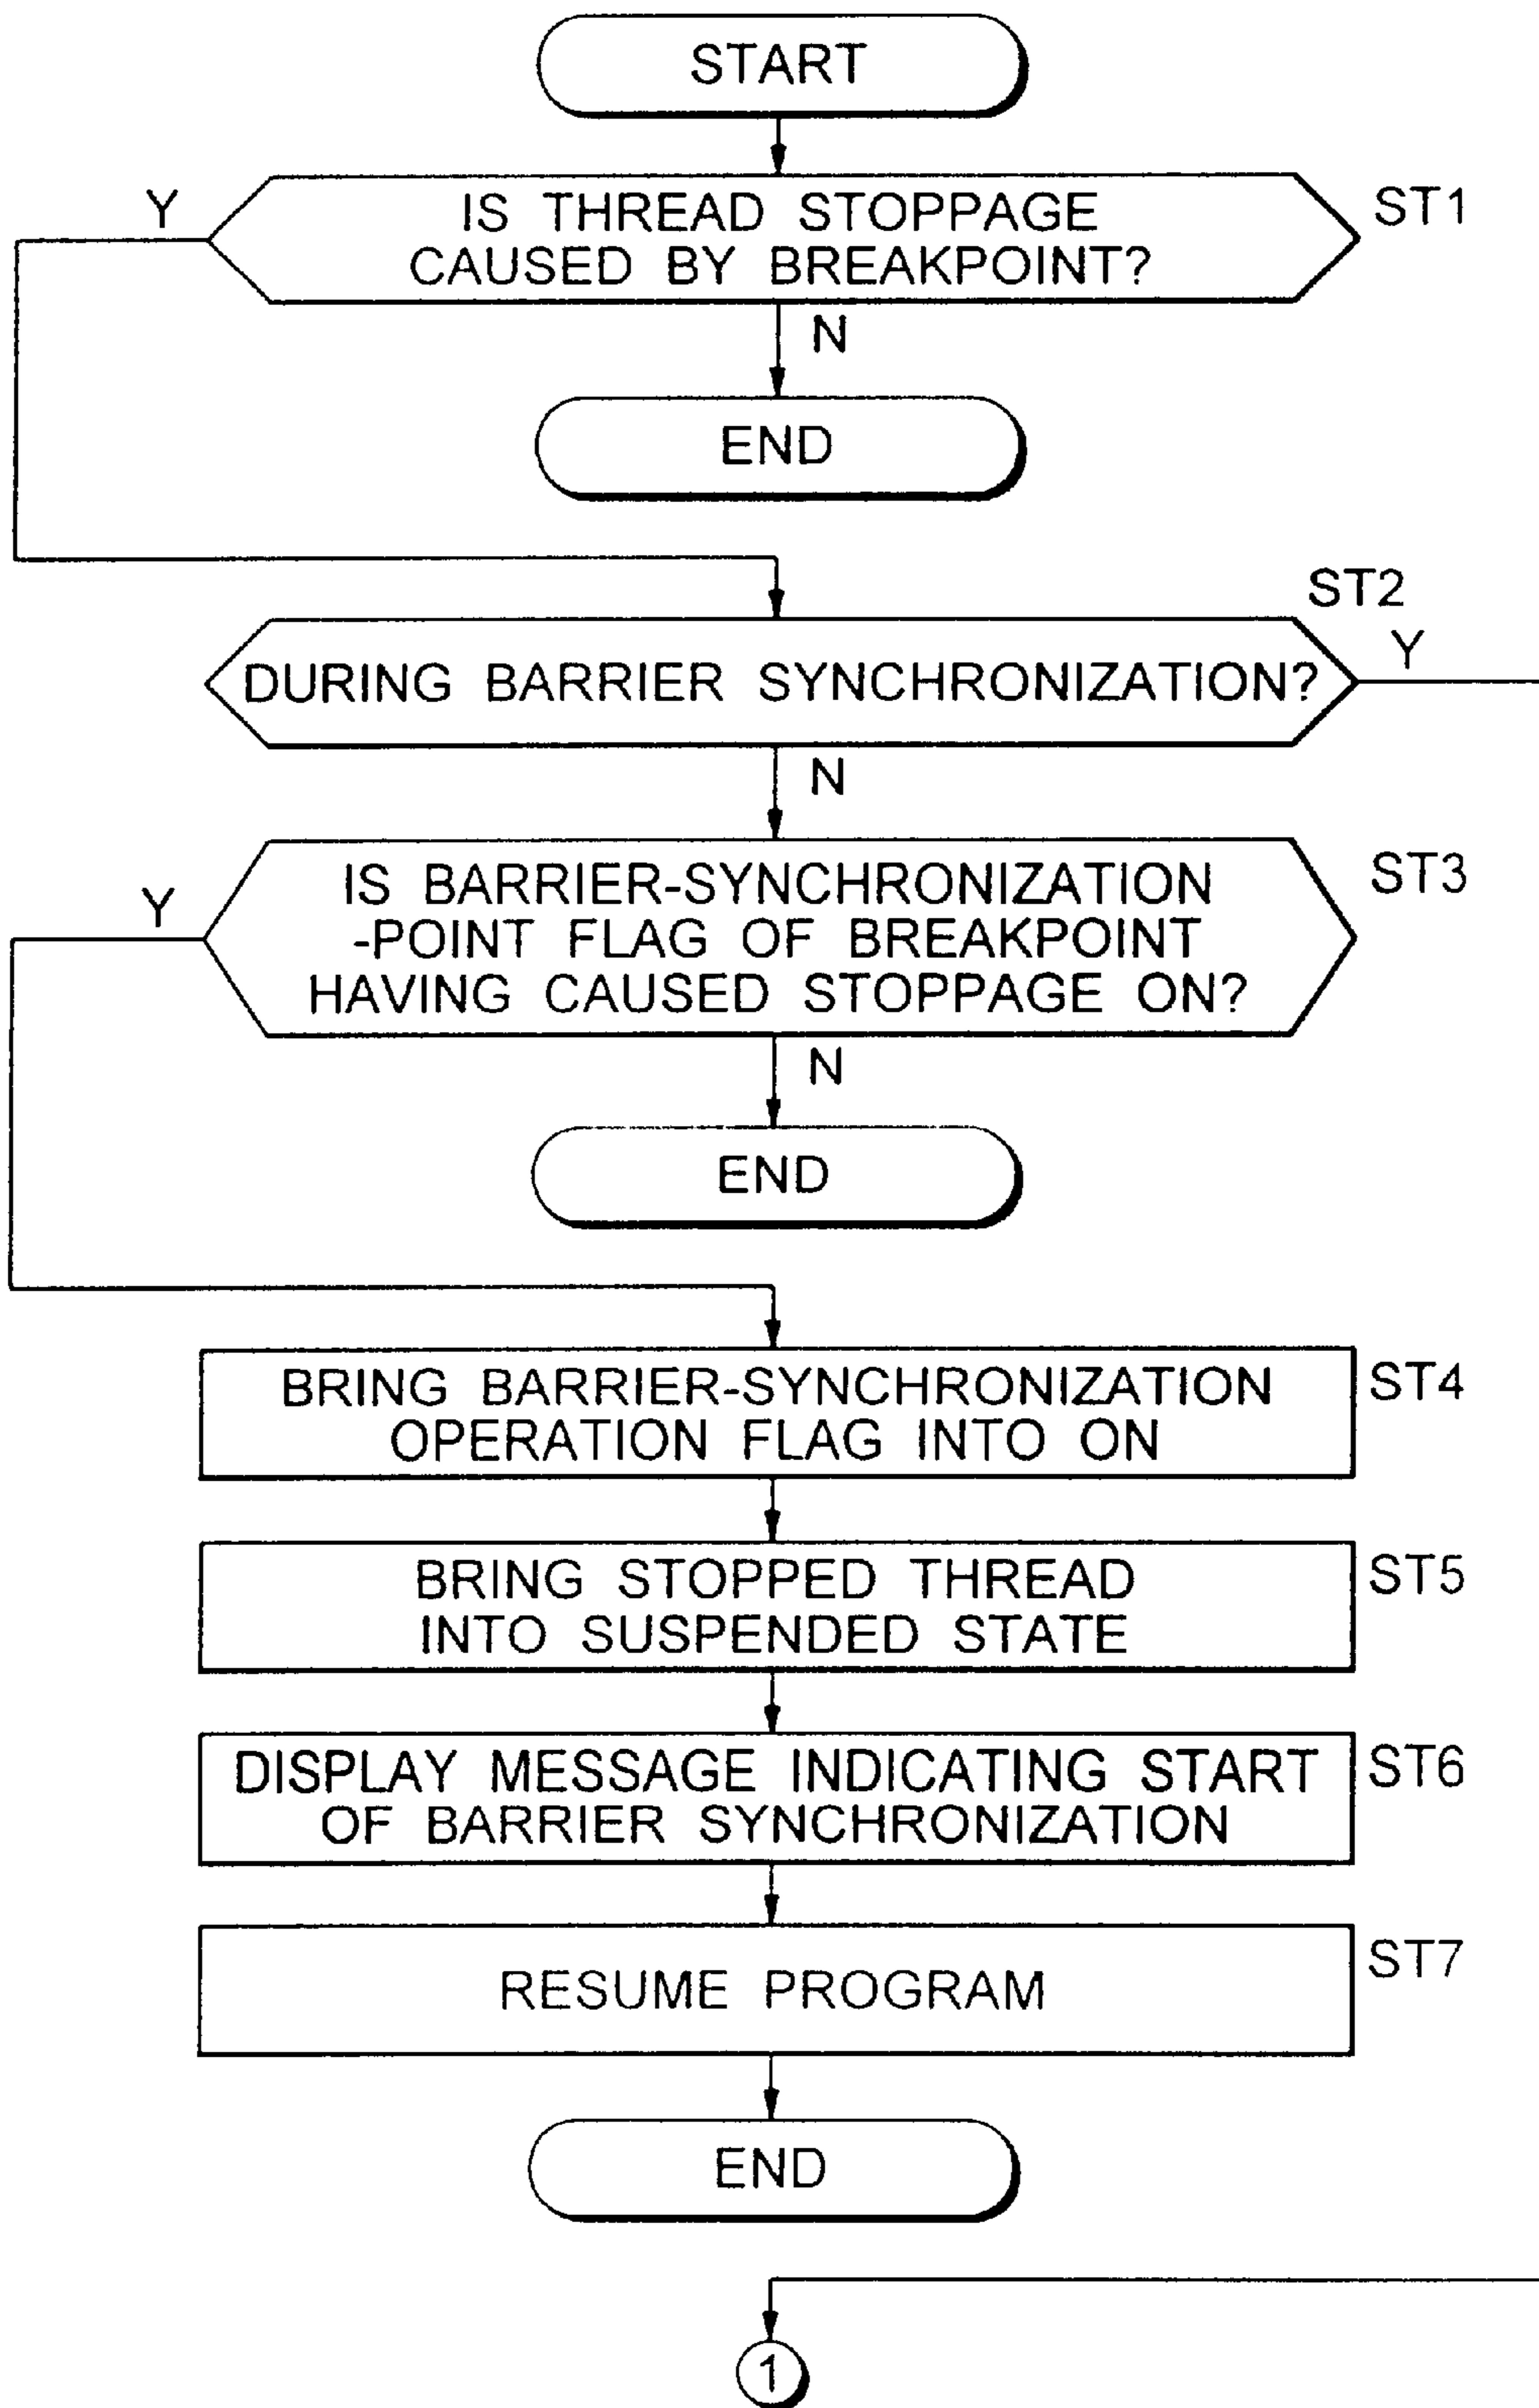 START
Y
IS THREAD STOPPAGE
CAUSED BY BREAKPOINT?
ST1
N
END
ST2
DURING BARRIER SYNCHRONIZATION?
Y
N
Y
IS BARRIER-SYNCHRONIZATION
-POINT FLAG OF BREAKPOINT
HAVING CAUSED STOPPAGE ON?
ST3
N
END
BRING BARRIER-SYNCHRONIZATION
OPERATION FLAG INTO ON
ST4
BRING STOPPED THREAD
INTO SUSPENDED STATE
ST5
DISPLAY MESSAGE INDICATING START
OF BARRIER SYNCHRONIZATION
ST6
RESUME PROGRAM
ST7
END
1